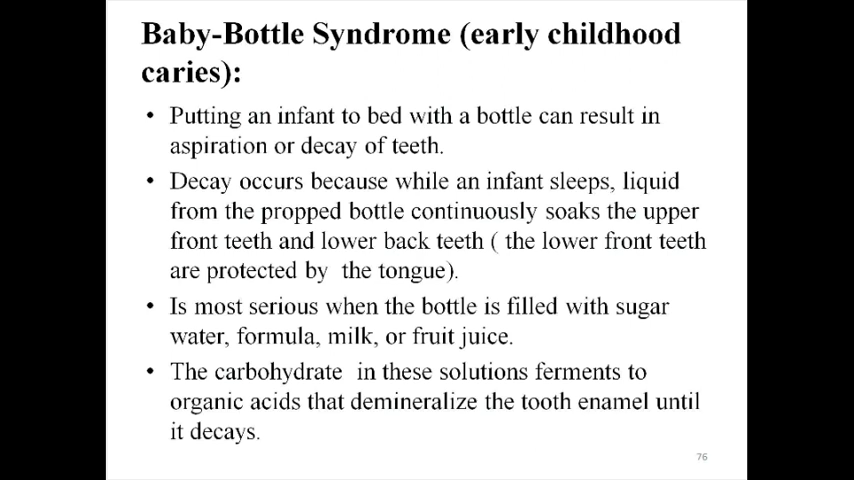 Baby-Bottle Syndrome (early childhood
caries):
• Putting an infant to bed with a bottle can result in
aspiration or decay of teeth.
• Decay occurs because while an infant sleeps, liquid
from the propped bottle continuously soaks the upper
front teeth and lower back teeth ( the lower front teeth
are protected by  the tongue).
• Is most serious when the bottle is filled with sugar
water, formula, milk, or fruit juice.
• The carbohydrate  in these solutions ferments to
organic acids that demineralize the tooth enamel until
it decays.
76